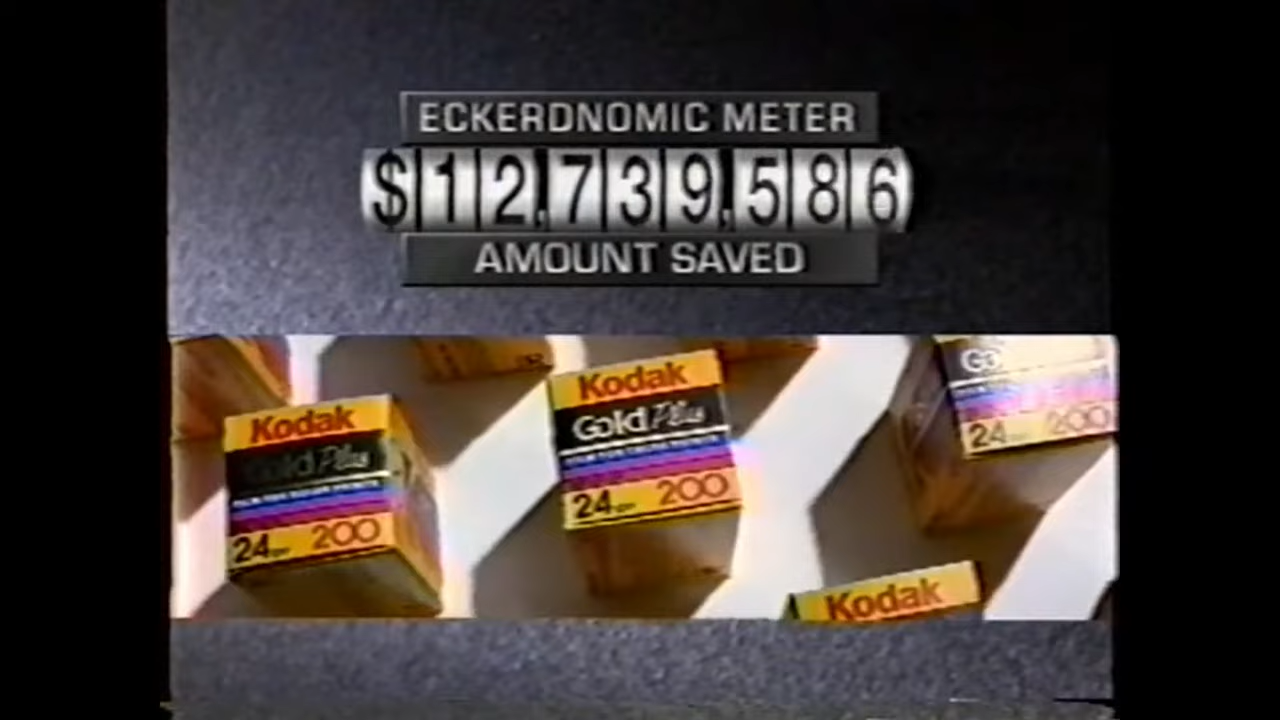 ECKERDNOMIC METER
$12,739,586
AMOUNT SAVED
Kodak
Gold Plus
24 200
Kodak
Gold Plus
24 200
Go
24 200
Kodak